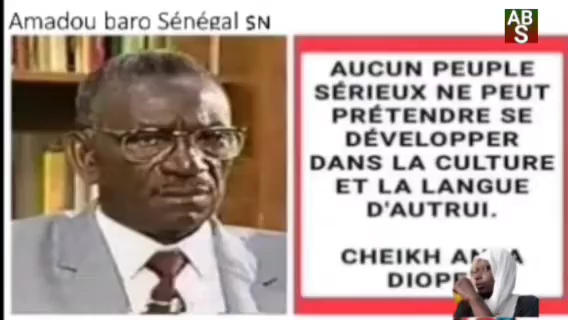 Amadou baro Sénégal SN
AB
S
AUCUN PEUPLE
SÉRIEUX NE PEUT
PRÉTENDRE SE
DÉVELOPPER
DANS LA CULTURE
ET LA LANGUE
D'AUTRUI.
CHEIKH
DIOP